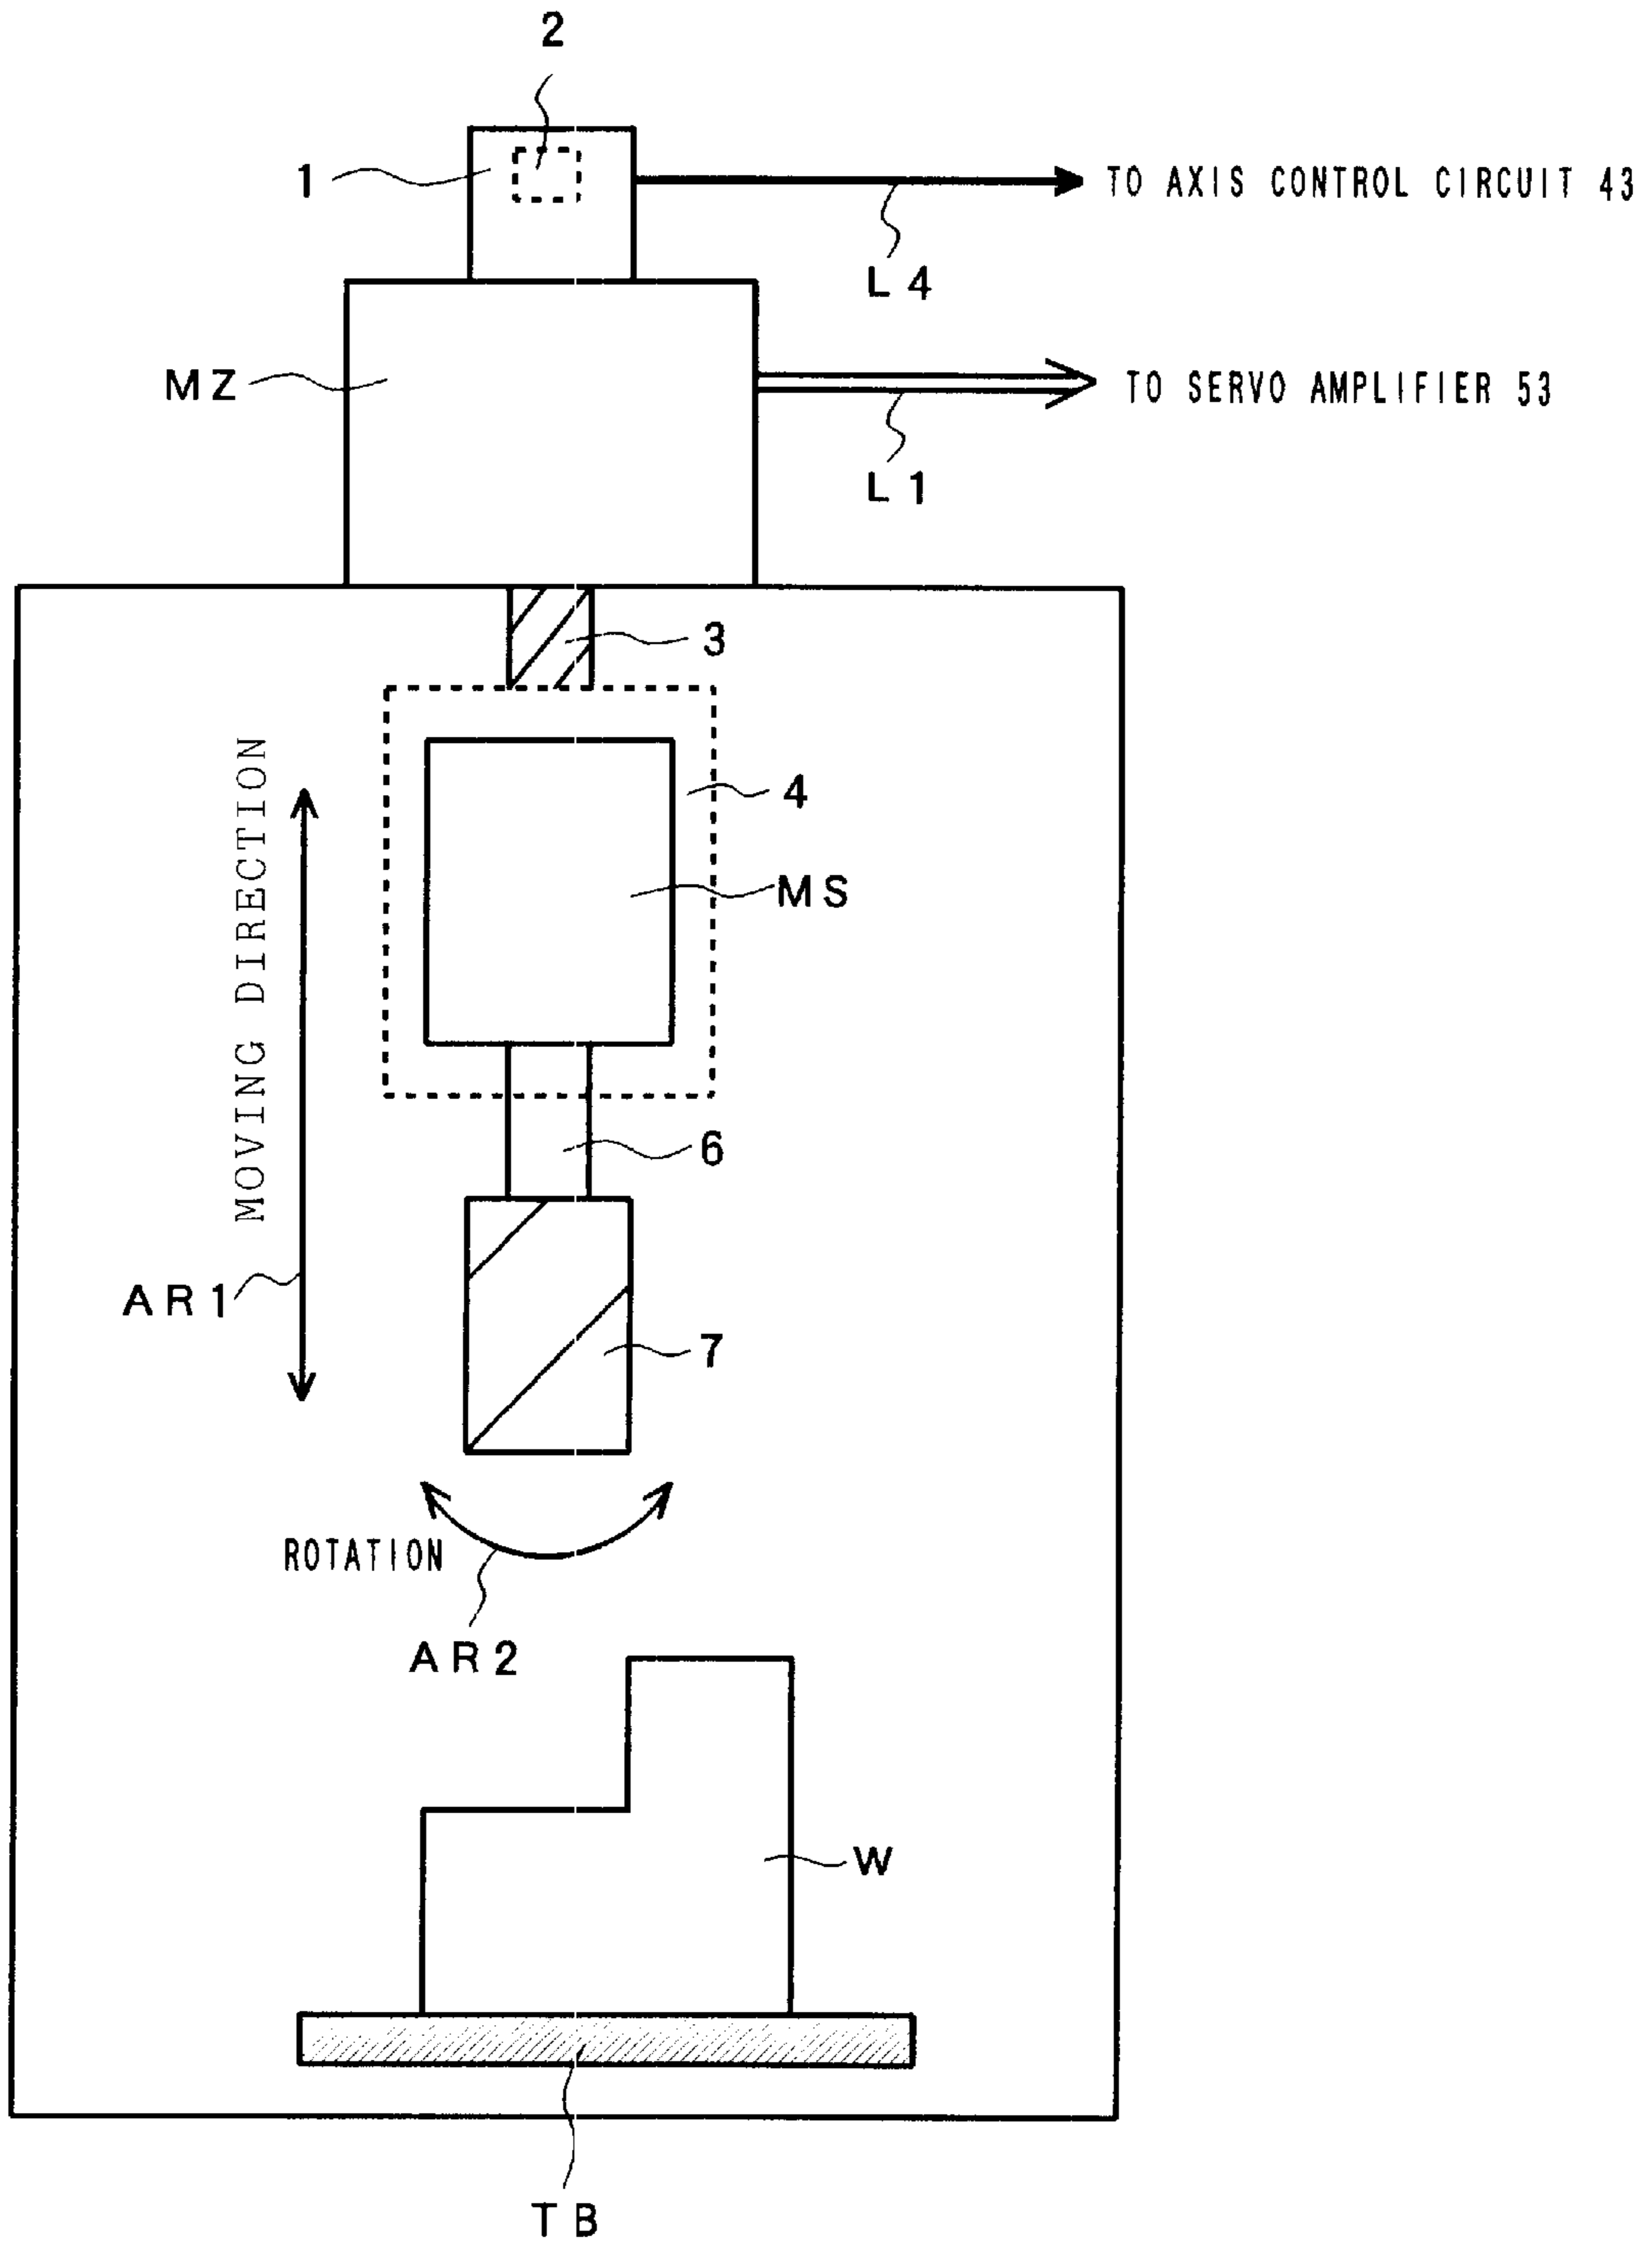 2
1
TO AXIS CONTROL CIRCUIT 43
L4
MZ
TO SERVO AMPLIFIER 53
L1
3
4
MS
MOVING DIRECTION
6
AR1
7
ROTATION
AR2
W
TB